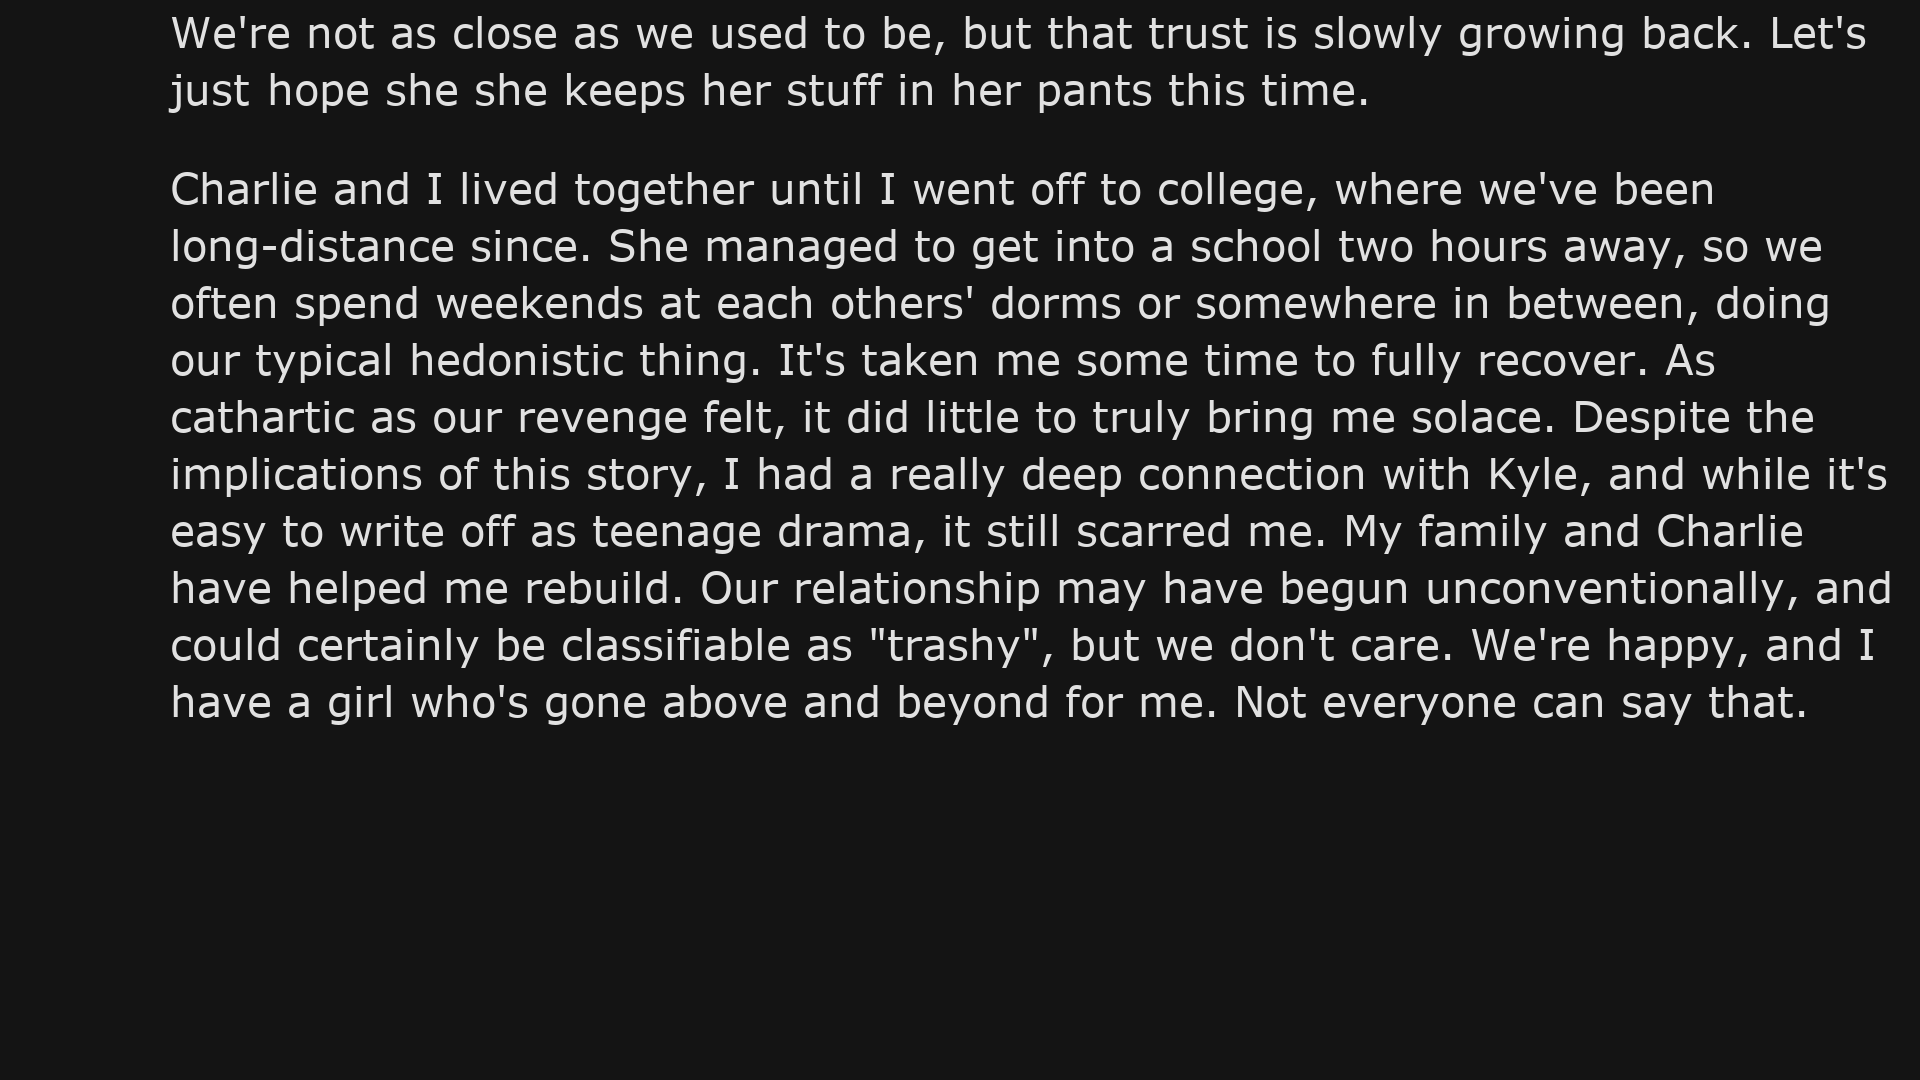 We're not as close as we used to be, but that trust is slowly growing back. Let's
just hope she she keeps her stuff in her pants this time.
Charlie and I lived together until I went off to college, where we've been
long-distance since. She managed to get into a school two hours away, so we
often spend weekends at each others' dorms or somewhere in between, doing
our typical hedonistic thing. It's taken me some time to fully recover. As
cathartic as our revenge felt, it did little to truly bring me solace. Despite the
implications of this story, I had a really deep connection with Kyle, and while it's
easy to write off as teenage drama, it still scarred me. My family and Charlie
have helped me rebuild. Our relationship may have begun unconventionally, and
could certainly be classifiable as "trashy", but we don't care. We're happy, and I
have a girl who's gone above and beyond for me. Not everyone can say that.